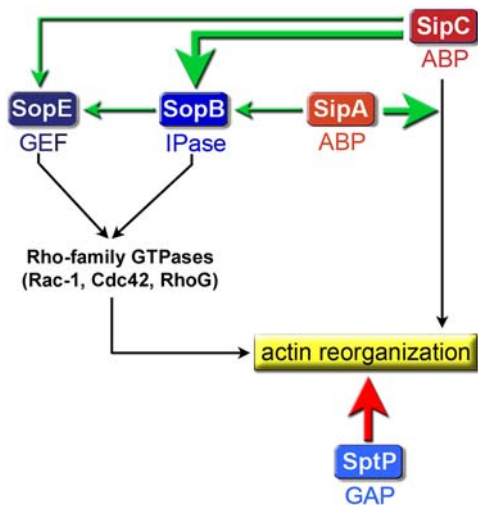 SipC
ABP
SopE
GEF
SopB
IPase
SipA
ABP
Rho-family GTPases
(Rac-1, Cdc42, RhoG)
actin reorganization
SptP
GAP